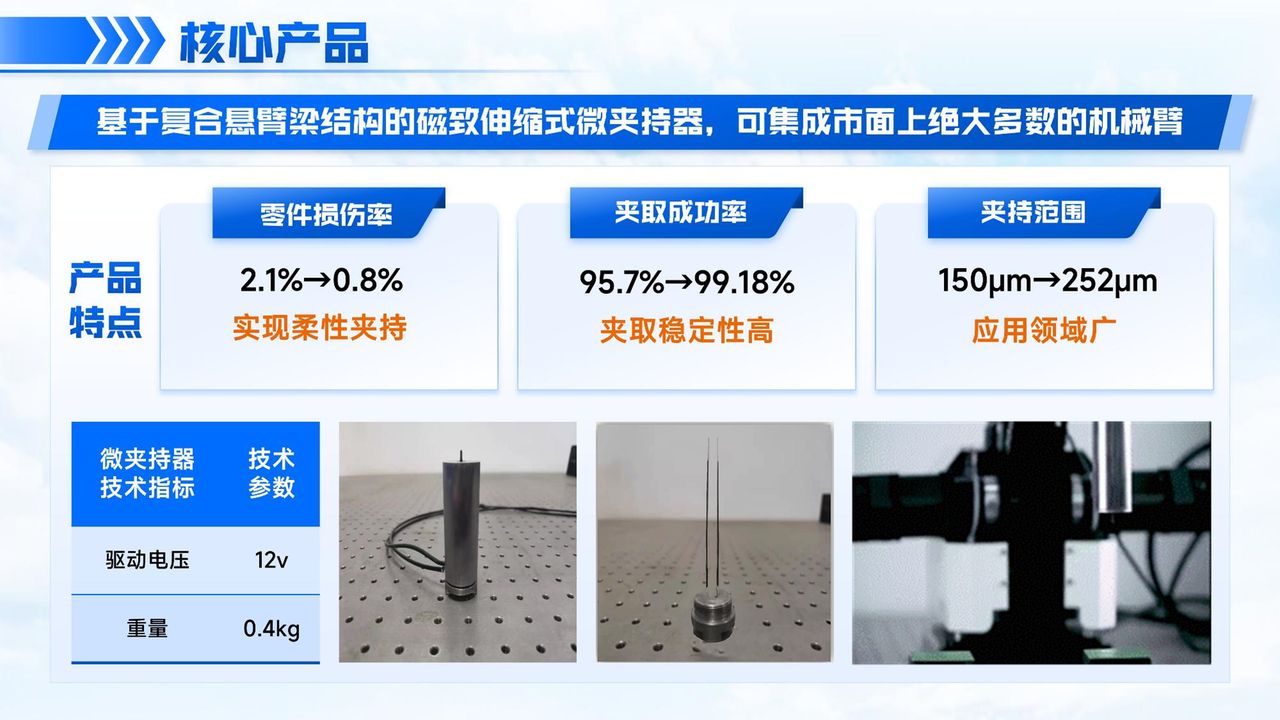 核心产品
基于复合悬臂梁结构的磁致伸缩式微夹持器，可集成市面上绝大多数的机械臂
产品
特点
零件损伤率
2.1%→0.8%
实现柔性夹持
夹取成功率
95.7%→99.18%
夹取稳定性高
夹持范围
150μm→252μm
应用领域广
微夹持器
技术指标
技术
参数
驱动电压
12v
重量
0.4kg